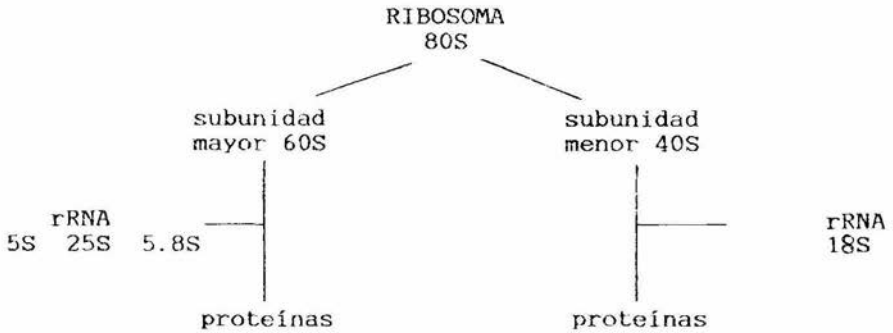 RIBOSOMA
80S
subunidad
mayor 60S
subunidad
menor 40S
rRNA
5S 25S 5.8S
rRNA
18S
proteínas
proteínas